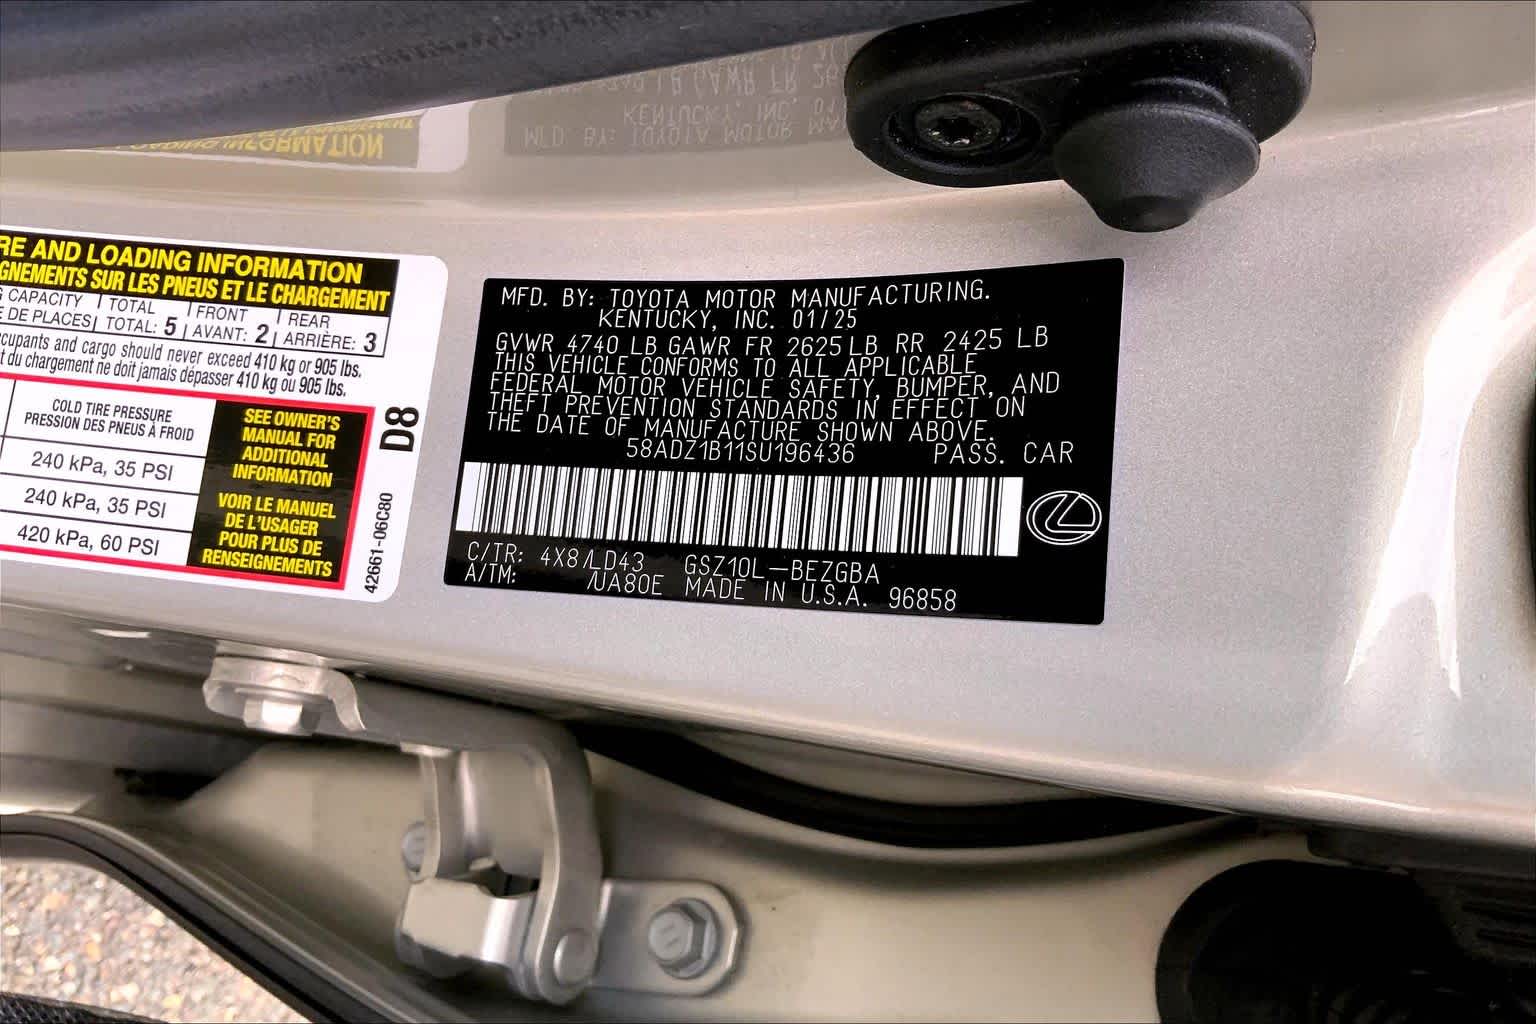 RE AND LOADING INFORMATION
GNEMENTS SUR LES PNEUS ET LE CHARGEMENT
CAPACITY TOTAL FRONT REAR
DE PLACES TOTAL: 5 AVANT: 2 ARRIÈRE: 3
ccupants and cargo should never exceed 410 kg or 905 lbs.
du chargement ne doit jamais dépasser 410 kg ou 905 lbs.
COLD TIRE PRESSURE
PRESSION DES PNEUS À FROID
240 kPa, 35 PSI
240 kPa, 35 PSI
420 kPa, 60 PSI
SEE OWNER'S
MANUAL FOR
ADDITIONAL
INFORMATION
VOIR LE MANUEL
DE L'USAGER
POUR PLUS DE
RENSEIGNEMENTS
D8
42661-06C80
MFD. BY: TOYOTA MOTOR MANUFACTURING.
KENTUCKY, INC. 01/25
GVWR 4740 LB GAWR FR 2625 LB RR 2425 LB
THIS VEHICLE CONFORMS TO ALL APPLICABLE
FEDERAL MOTOR VEHICLE SAFETY, BUMPER, AND
THEFT PREVENTION STANDARDS IN EFFECT ON
THE DATE OF MANUFACTURE SHOWN ABOVE.
58ADZ1B11SU196436 PASS. CAR
C/TR: 4X8/LD43 GSZ10L-BEZGBA
A/TM: /UA80E MADE IN U.S.A. 96858